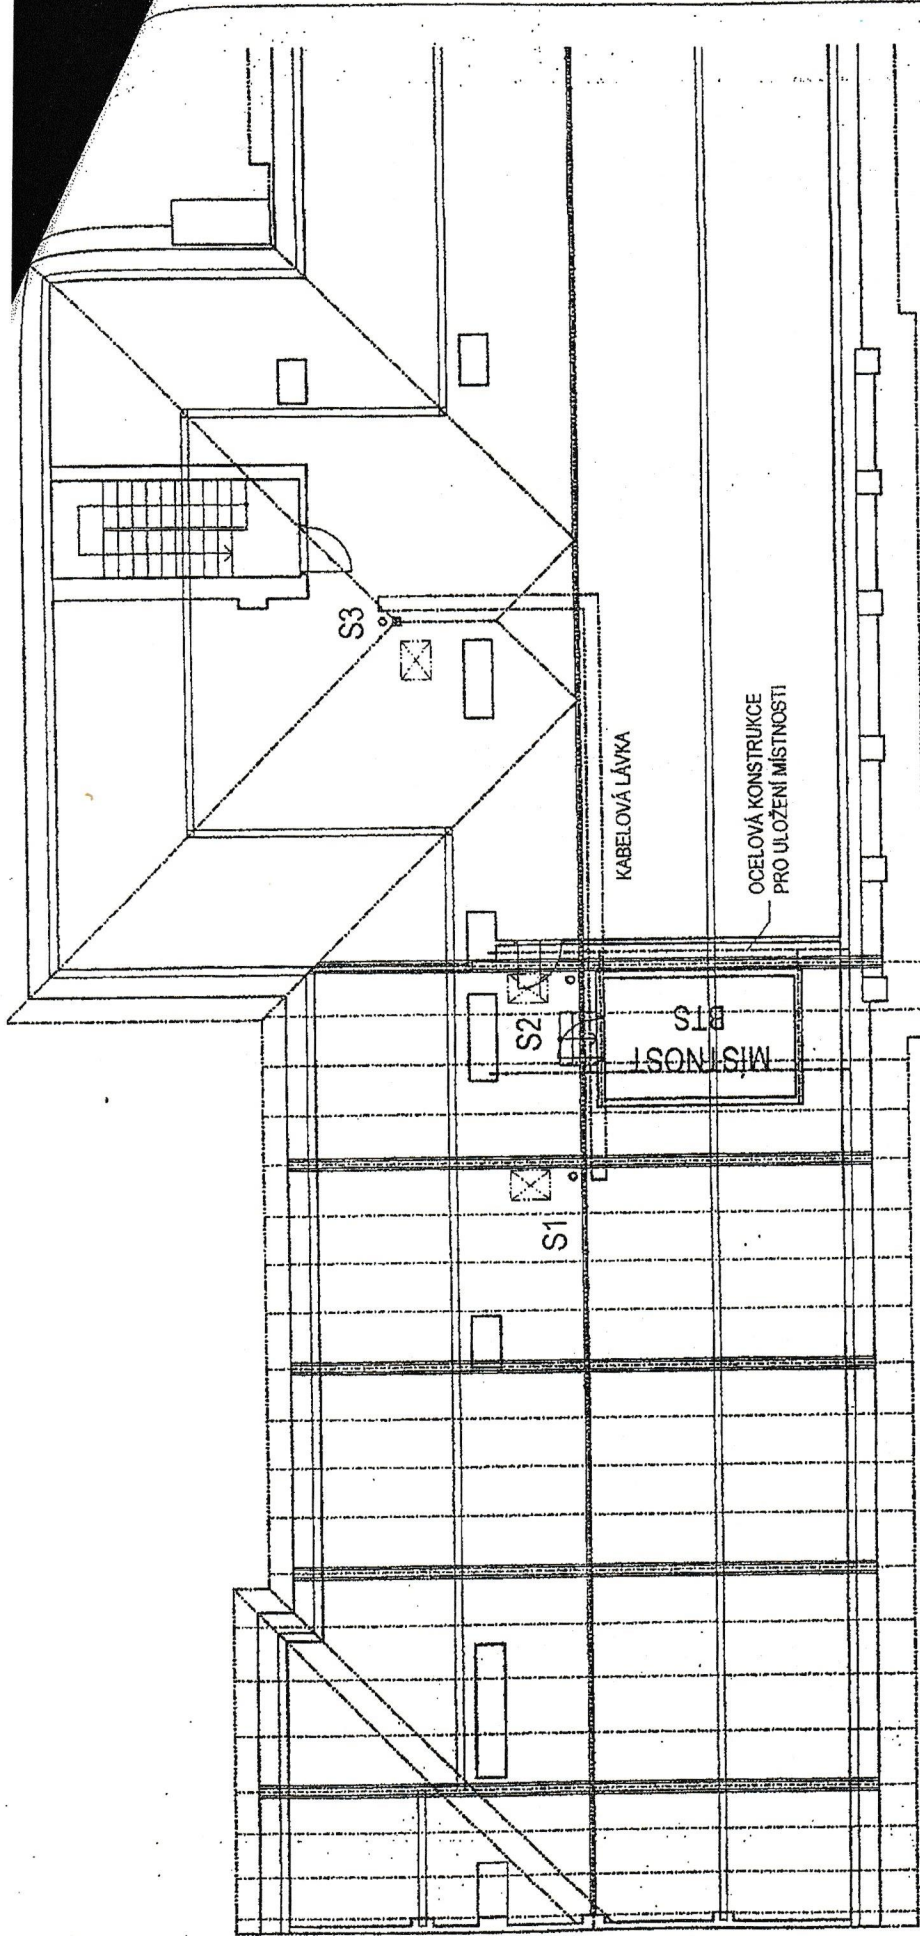 S3
KABELOVÁ LÁVKA
OCELOVÁ KONSTRUKCE
PRO ULOŽENÍ MÍSTNOSTI
S2
MÍSTNOST
BTS
S1